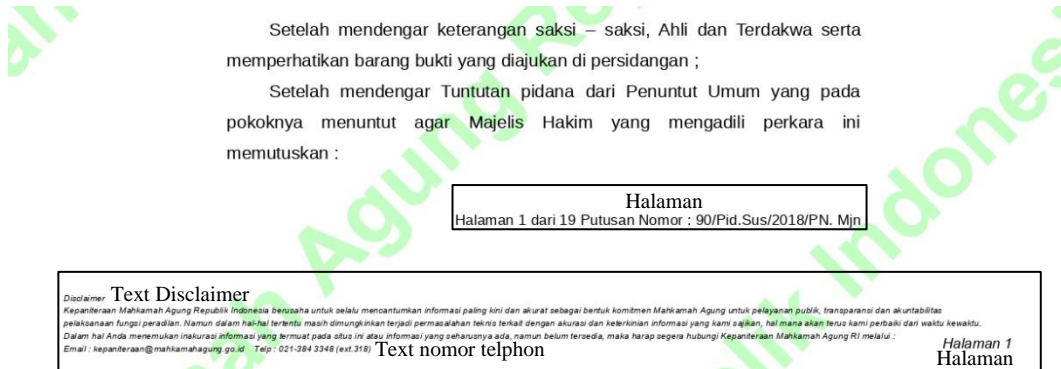 Setelah mendengar keterangan saksi – saksi, Ahli dan Terdakwa serta
memperhatikan barang bukti yang diajukan di persidangan ;
Setelah mendengar Tuntutan pidana dari Penuntut Umum yang pada
pokoknya menuntut agar Majelis Hakim yang mengadili perkara ini
memutuskan :
Halaman
Halaman 1 dari 19 Putusan Nomor : 90/Pid.Sus/2018/PN. Mjn
Disclaimer Text Disclaimer
Kepaniteraan Mahkamah Agung Republik Indonesia berusaha untuk selalu mencantumkan informasi paling kini dan akurat sebagai bentuk komitmen Mahkamah Agung untuk pelayanan publik, transparansi dan akuntabilitas
pelaksanaan fungsi peradilan. Namun dalam hal-hal tertentu masih dimungkinkan terjadi permasalahan teknis terkait dengan akurasi dan keterkinian informasi yang kami sajikan, hal mana akan terus kami perbaiki dari waktu kewaktu.
Dalam hal Anda menemukan inakurasi informasi yang termuat pada situs ini atau informasi yang seharusnya ada, namun belum tersedia, maka harap segera hubungi Kepaniteraan Mahkamah Agung RI melalui :
Email : kepaniteraan@mahkamahagung.go.id Telp : 021-384 3348 (ext.318) Text nomor telphon
Halaman 1
Halaman
Agung
Indones